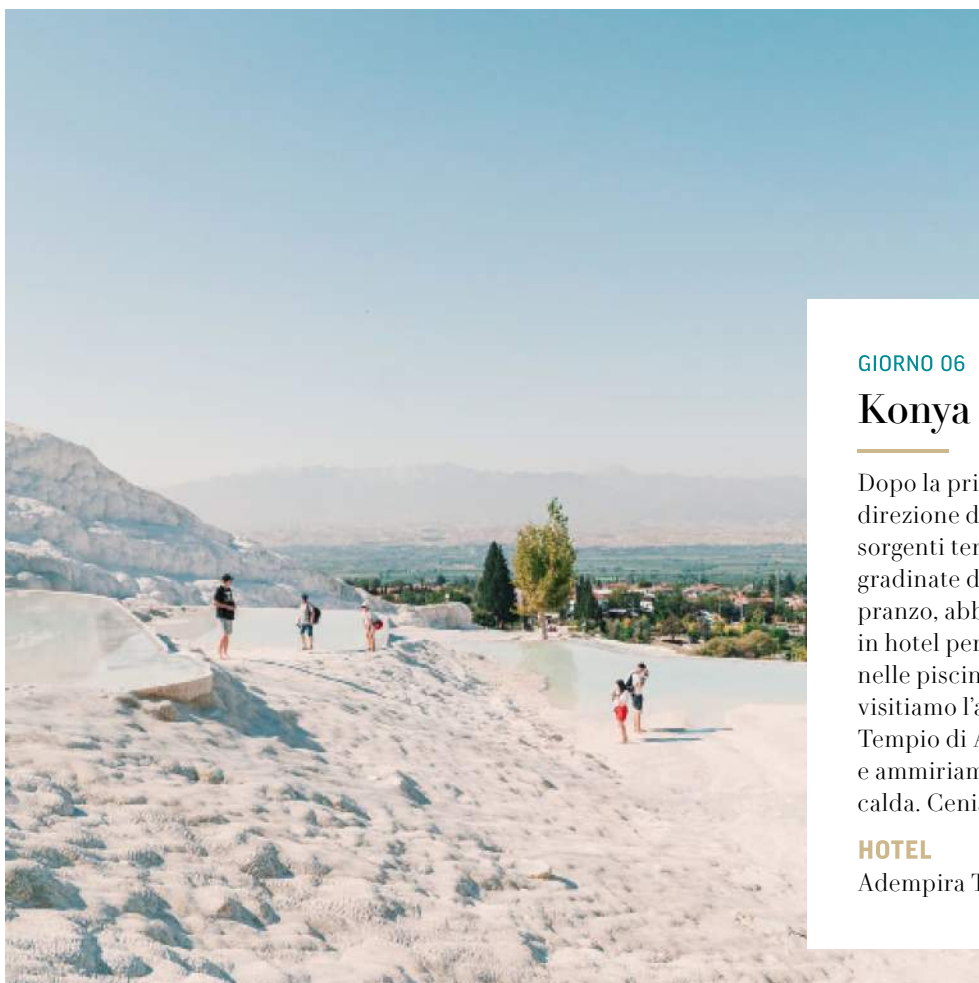 GIORNO 06
Konya
Dopo la pri
direzione d
sorgenti ter
gradinate d
pranzo, abb
in hotel per
nelle piscin
visitiamo l'a
Tempio di A
e ammiriam
calda. Ceni
HOTEL
Adempira T